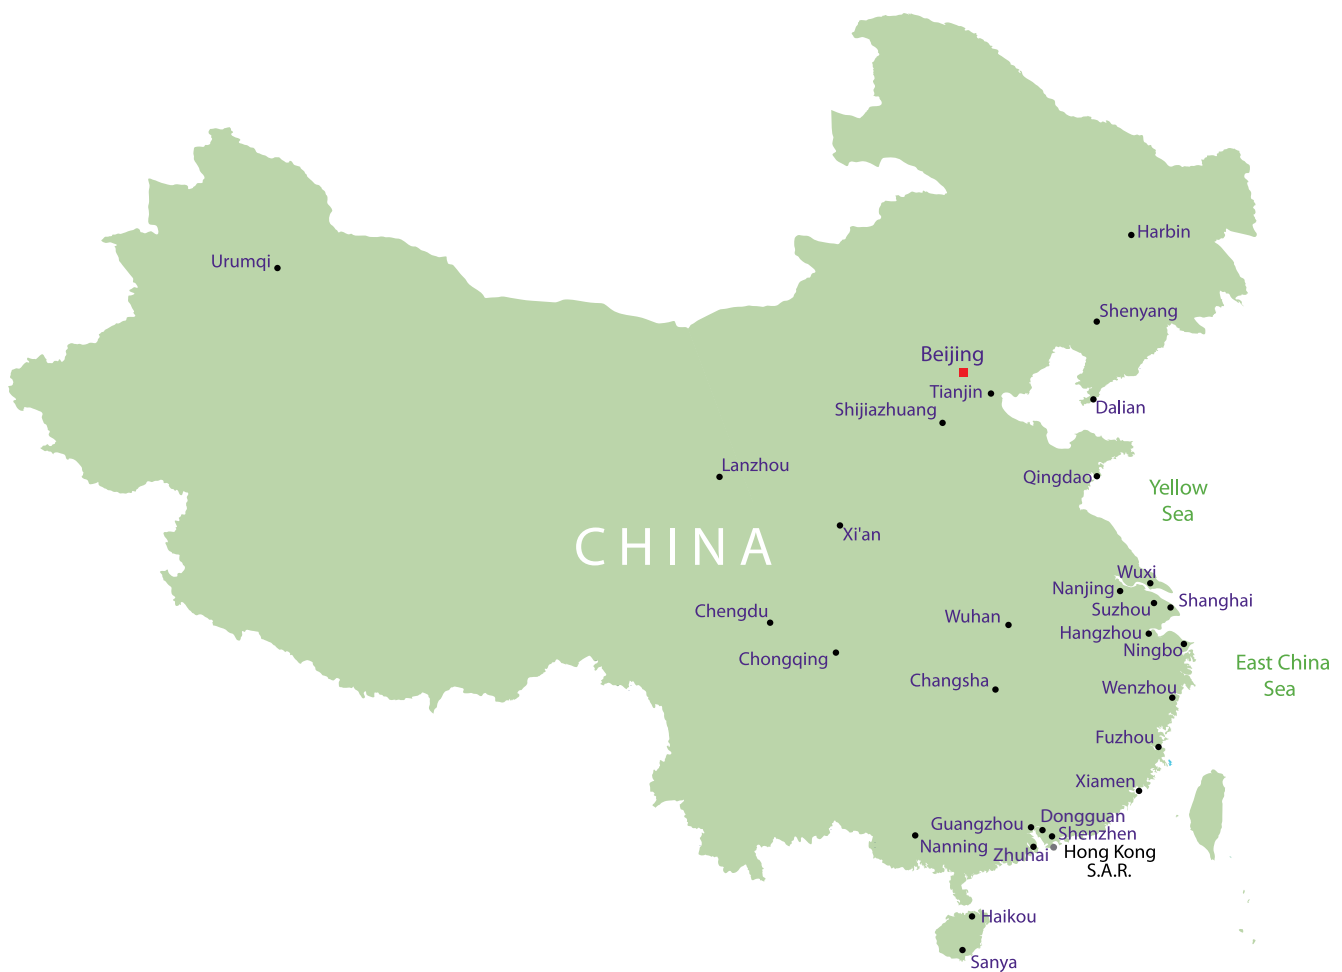 Harbin
Urumqi
Shenyang
Beijing
Tianjin
Shijiazhuang
Dalian
Lanzhou
Qingdao
Yellow
Sea
Xi'an
CHINA
Wuxi
Nanjing
Suzhou
Shanghai
Chengdu
Wuhan
Hangzhou
Ningbo
Chongqing
East China
Sea
Changsha
Wenzhou
Fuzhou
Xiamen
Guangzhou
Dongguan
Shenzhen
Nanning
Zhuhai
Hong Kong
S.A.R.
Haikou
Sanya